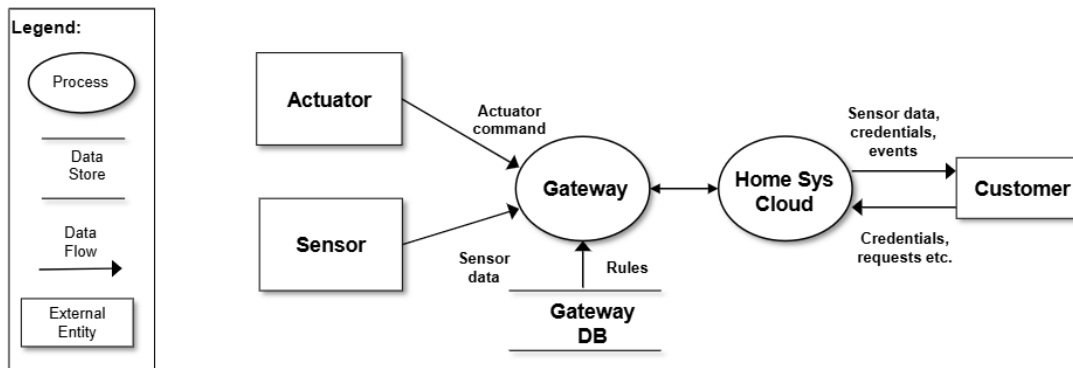 Legend:
Process
Data
Store
Data
Flow
External
Entity
Actuator
Actuator
command
Sensor
Sensor
data
Gateway
Rules
Gateway
DB
Home Sys
Cloud
Sensor data,
credentials,
events
Customer
Credentials,
requests etc.